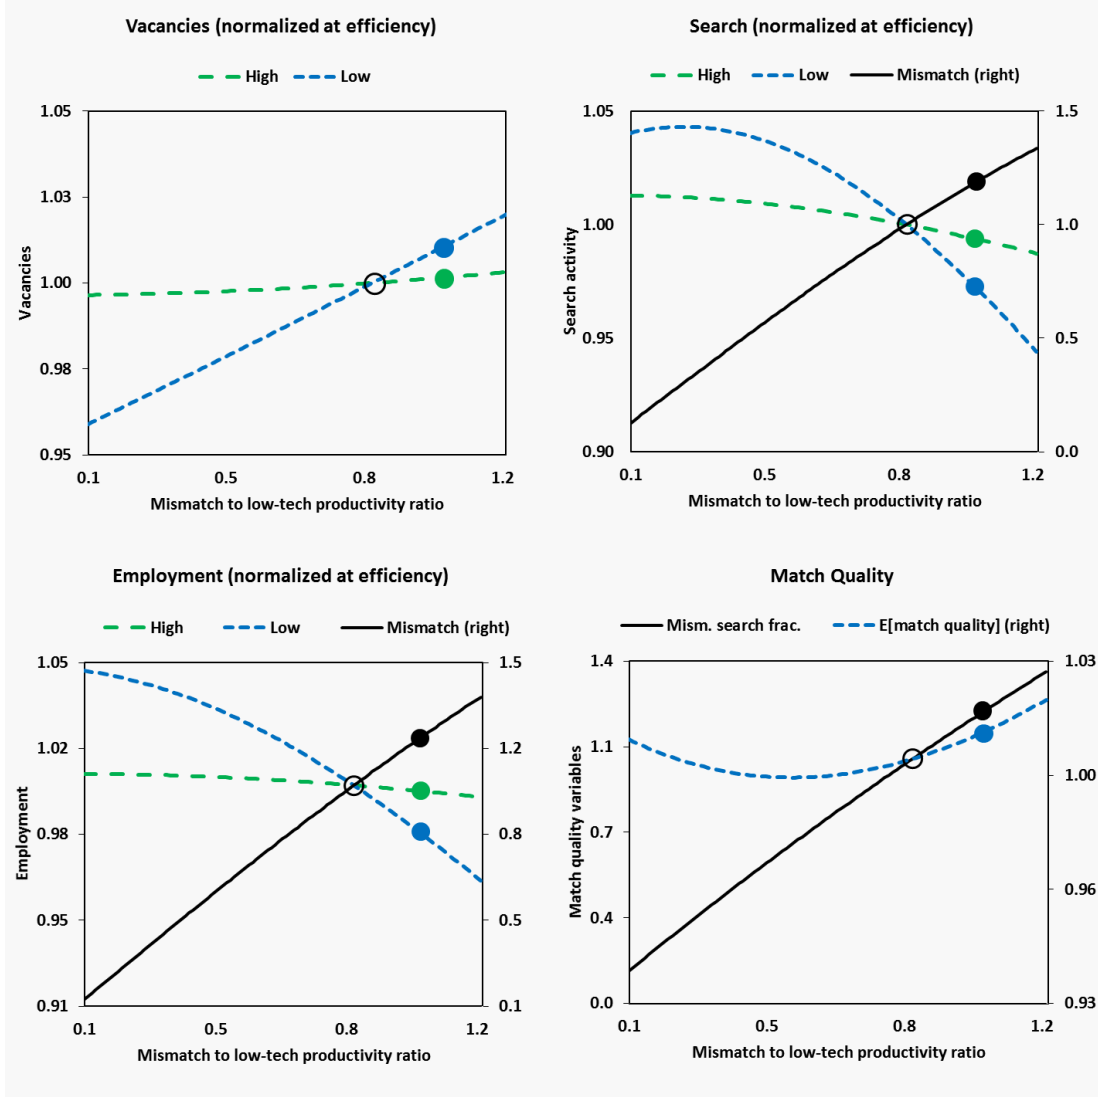 Vacancies (normalized at efficiency)
High Low
1.05
1.03
1.00
0.98
0.95
Vacancies
0.1 0.5 0.8 1.2
Mismatch to low-tech productivity ratio
Search (normalized at efficiency)
High Low Mismatch (right)
1.05 1.5
1.00 1.0
0.95 0.5
0.90 0.0
Search activity
0.1 0.5 0.8 1.2
Mismatch to low-tech productivity ratio
Employment (normalized at efficiency)
High Low Mismatch (right)
1.05 1.5
1.02 1.2
0.98 0.8
0.95 0.5
0.91 0.1
Employment
0.1 0.5 0.8 1.2
Mismatch to low-tech productivity ratio
Match Quality
Mism. search frac. E[match quality] (right)
1.4 1.03
1.1 1.00
0.7
0.4 0.96
0.0 0.93
Match quality variables
0.1 0.5 0.8 1.2
Mismatch to low-tech productivity ratio